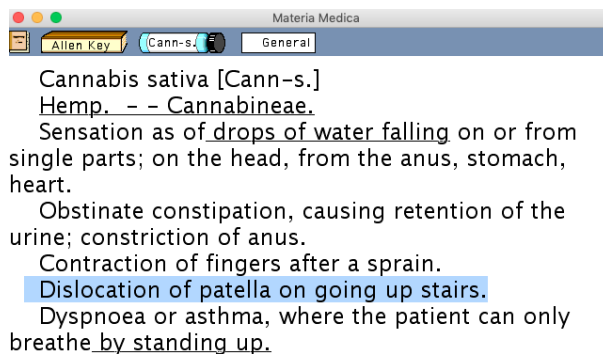 Materia Medica
Allen Key
Cann-s.
General
Cannabis sativa [Cann-s.]
Hemp. - - Cannabineae.
Sensation as of drops of water falling on or from
single parts; on the head, from the anus, stomach,
heart.
Obstinate constipation, causing retention of the
urine; constriction of anus.
Contraction of fingers after a sprain.
Dislocation of patella on going up stairs.
Dyspnoea or asthma, where the patient can only
breathe by standing up.